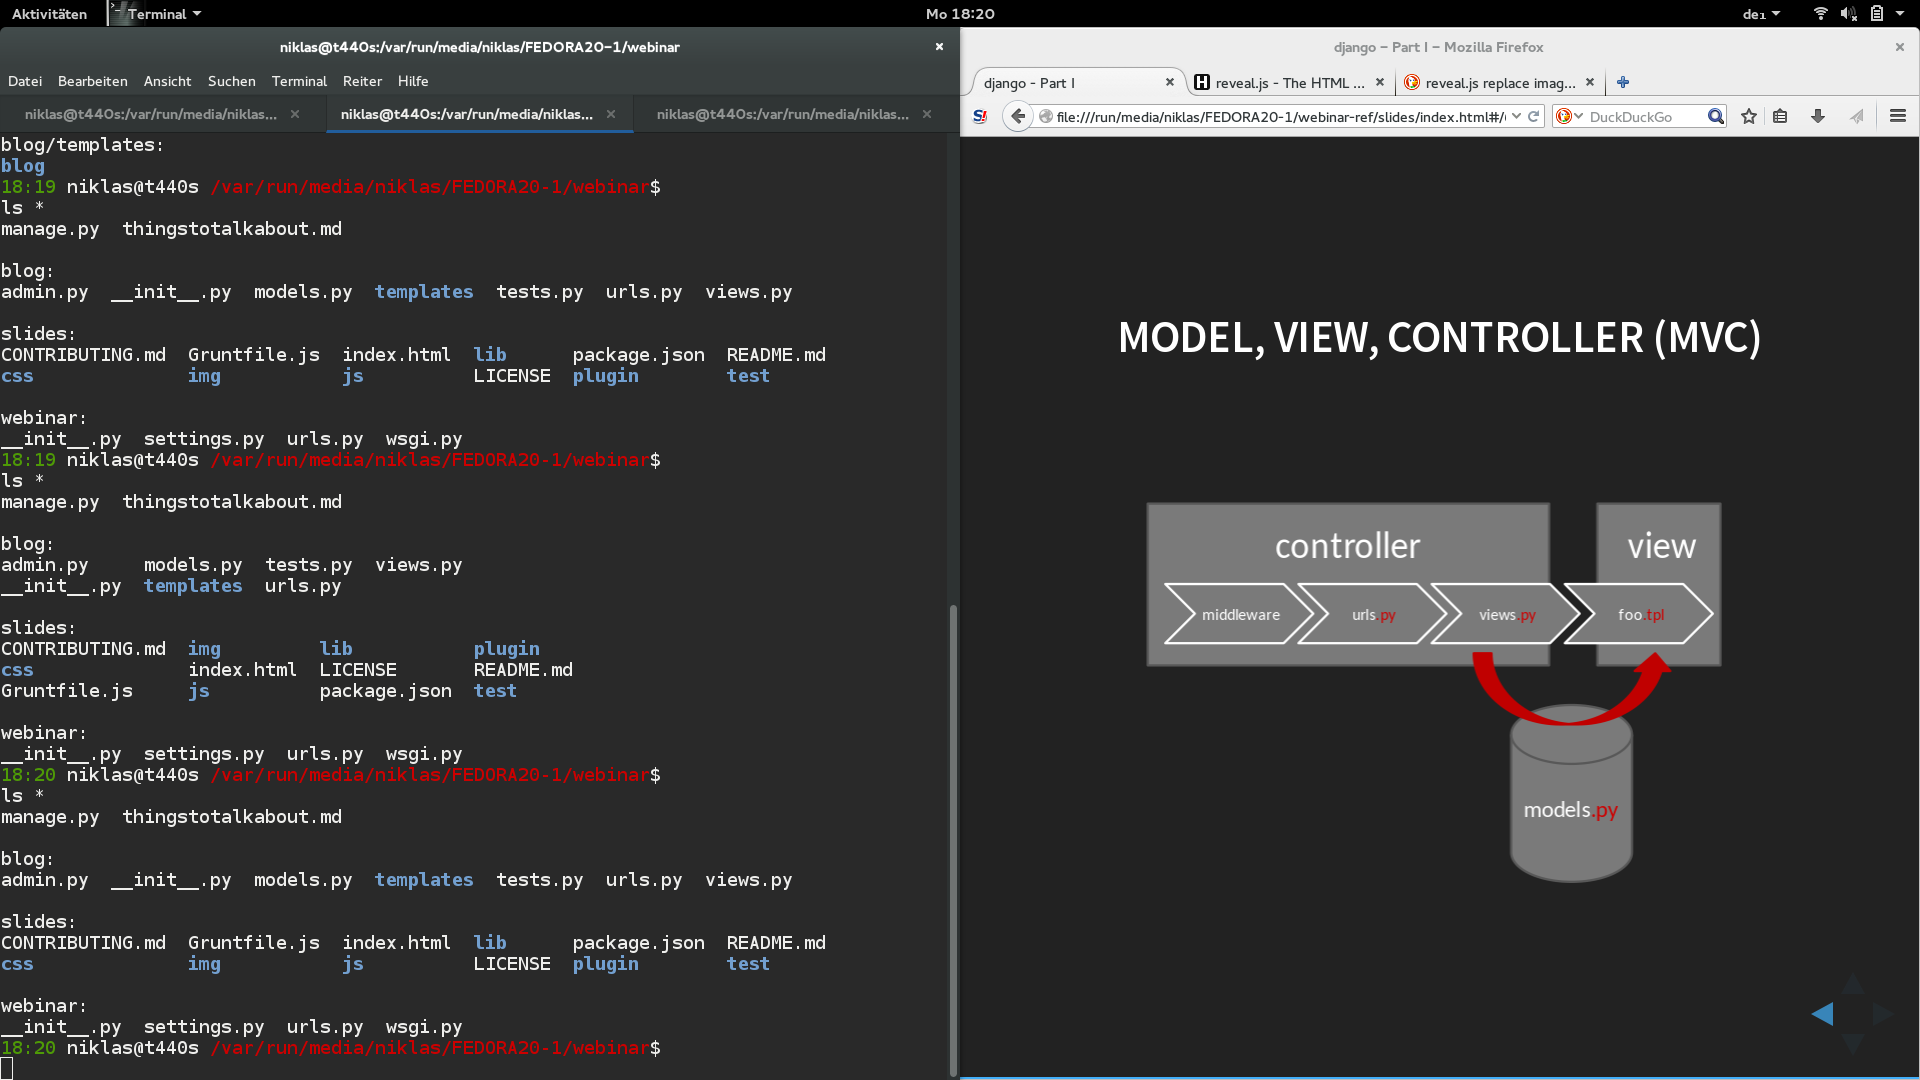 Aktivitäten Terminal Mo 18:20 de₁
niklas@t440s:/var/run/media/niklas/FEDORA20-1/webinar ×
Datei Bearbeiten Ansicht Suchen Terminal Reiter Hilfe
niklas@t440s:/var/run/media/niklas... × niklas@t440s:/var/run/media/niklas... × niklas@t440s:/var/run/media/niklas... ×
blog/templates:
blog
18:19 niklas@t440s /var/run/media/niklas/FEDORA20-1/webinar$
ls *
manage.py thingstotalkabout.md
blog:
admin.py __init__.py models.py templates tests.py urls.py views.py
slides:
CONTRIBUTING.md Gruntfile.js index.html lib package.json README.md
css img js LICENSE plugin test
webinar:
__init__.py settings.py urls.py wsgi.py
18:19 niklas@t440s /var/run/media/niklas/FEDORA20-1/webinar$
ls *
manage.py thingstotalkabout.md
blog:
admin.py models.py tests.py views.py
__init__.py templates urls.py
slides:
CONTRIBUTING.md img lib plugin
css index.html LICENSE README.md
Gruntfile.js js package.json test
webinar:
__init__.py settings.py urls.py wsgi.py
18:20 niklas@t440s /var/run/media/niklas/FEDORA20-1/webinar$
ls *
manage.py thingstotalkabout.md
blog:
admin.py __init__.py models.py templates tests.py urls.py views.py
slides:
CONTRIBUTING.md Gruntfile.js index.html lib package.json README.md
css img js LICENSE plugin test
webinar:
__init__.py settings.py urls.py wsgi.py
18:20 niklas@t440s /var/run/media/niklas/FEDORA20-1/webinar$
django – Part I – Mozilla Firefox ×
django - Part I × reveal.js - The HTML ... × reveal.js replace imag... ×
file:///run/media/niklas/FEDORA20-1/webinar-ref/slides/index.html#/ DuckDuckGo
MODEL, VIEW, CONTROLLER (MVC)
controller view
middleware urls.py views.py foo.tpl
models.py